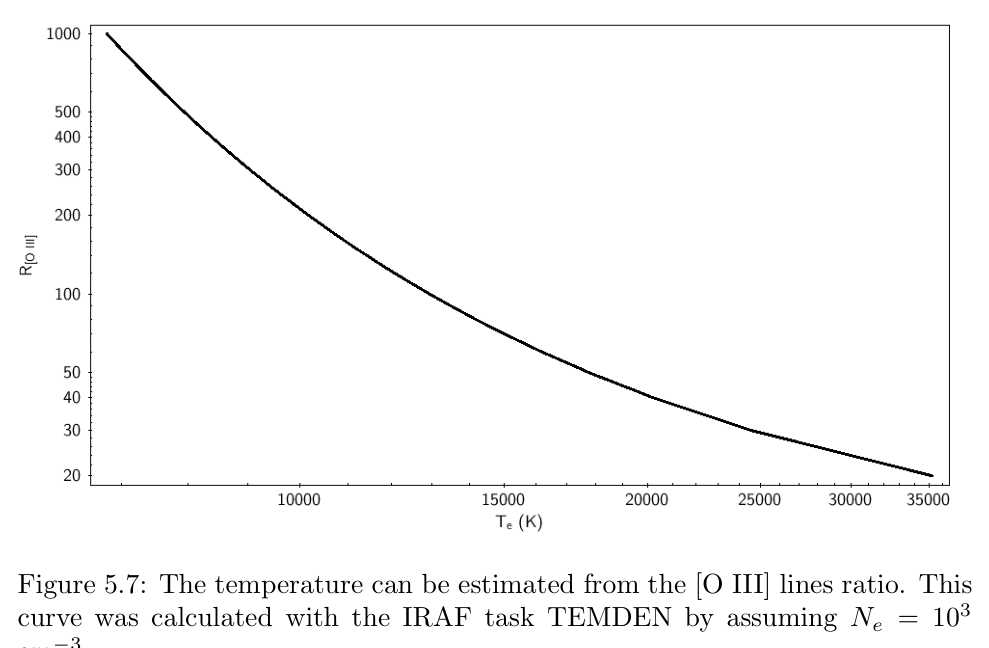 1000
500
400
300
200
100
50
40
30
20
R[O III]
10000 15000 20000 25000 30000 35000
Te (K)
Figure 5.7: The temperature can be estimated from the [O III] lines ratio. This
curve was calculated with the IRAF task TEMDEN by assuming Ne = 10³